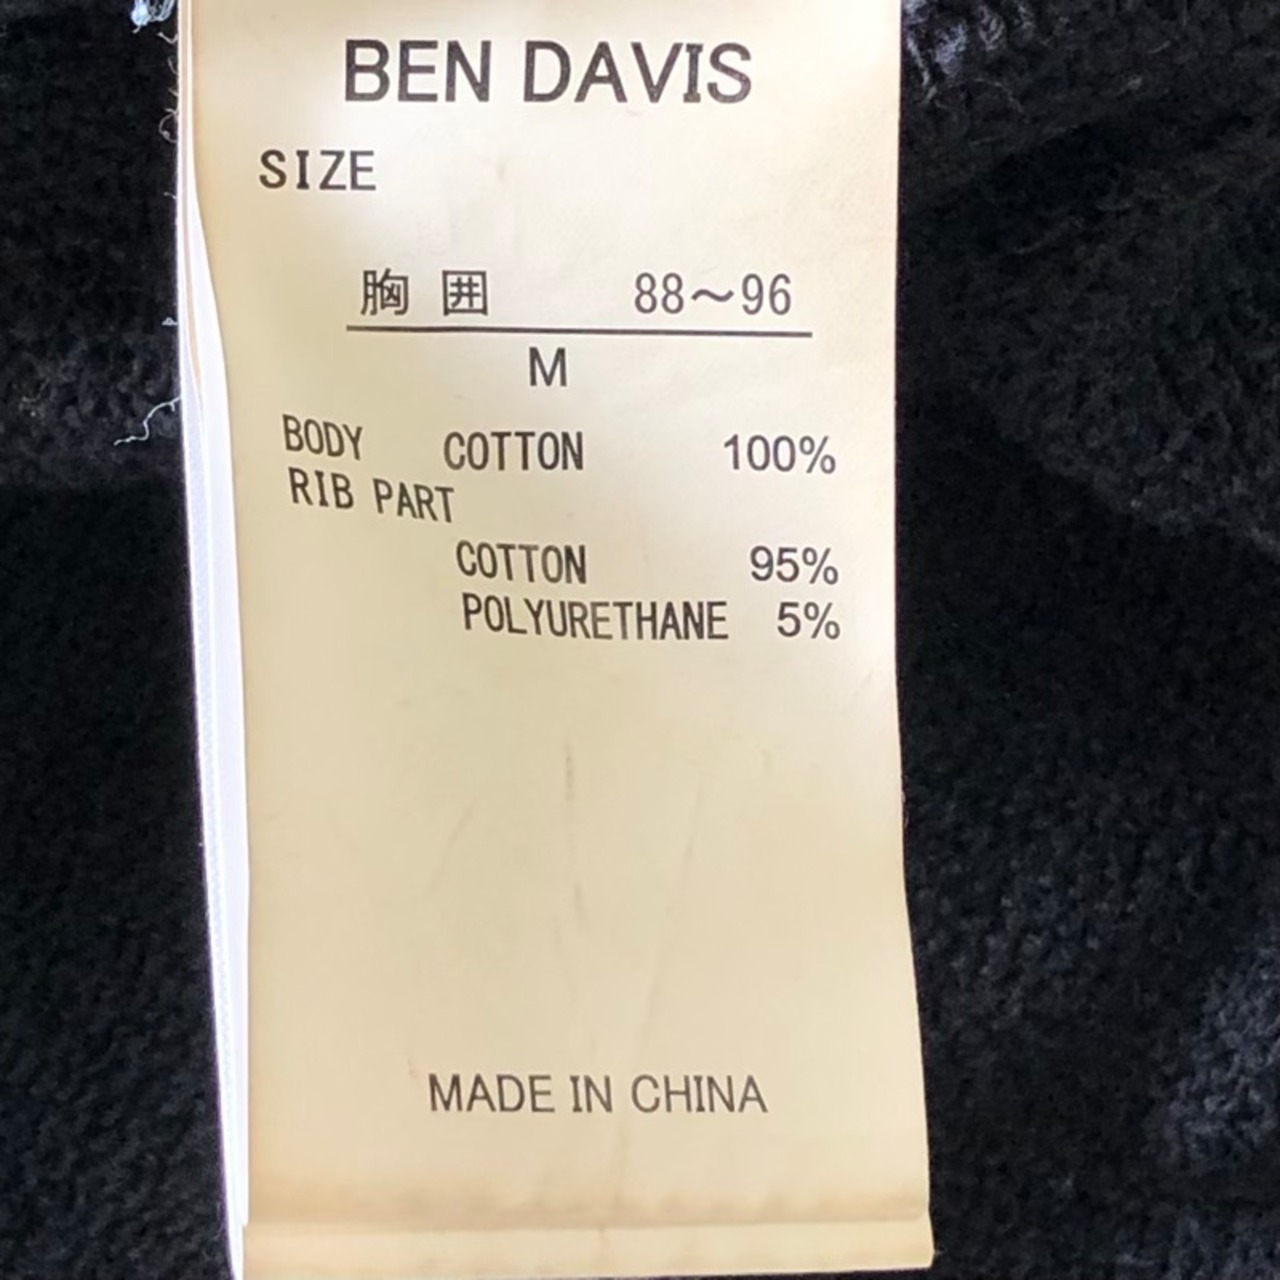 BEN DAVIS
SIZE
胸囲 88〜96
M
BODY COTTON 100%
RIB PART
COTTON 95%
POLYURETHANE 5%
MADE IN CHINA